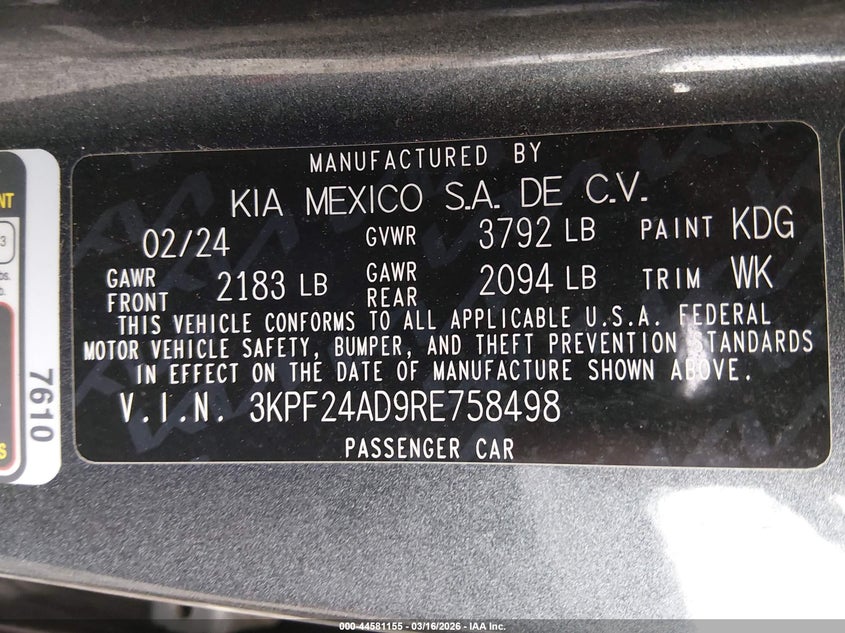 MANUFACTURED BY
KIA MEXICO S.A. DE C.V.
02/24 GVWR 3792 LB PAINT KDG
GAWR FRONT 2183 LB GAWR REAR 2094 LB TRIM WK
THIS VEHICLE CONFORMS TO ALL APPLICABLE U.S.A. FEDERAL
MOTOR VEHICLE SAFETY, BUMPER, AND THEFT PREVENTION STANDARDS
IN EFFECT ON THE DATE OF MANUFACTURE SHOWN ABOVE.
V.I.N. 3KPF24AD9RE758498
PASSENGER CAR
7610
000-44581155 - 03/16/2026 - IAA Inc.